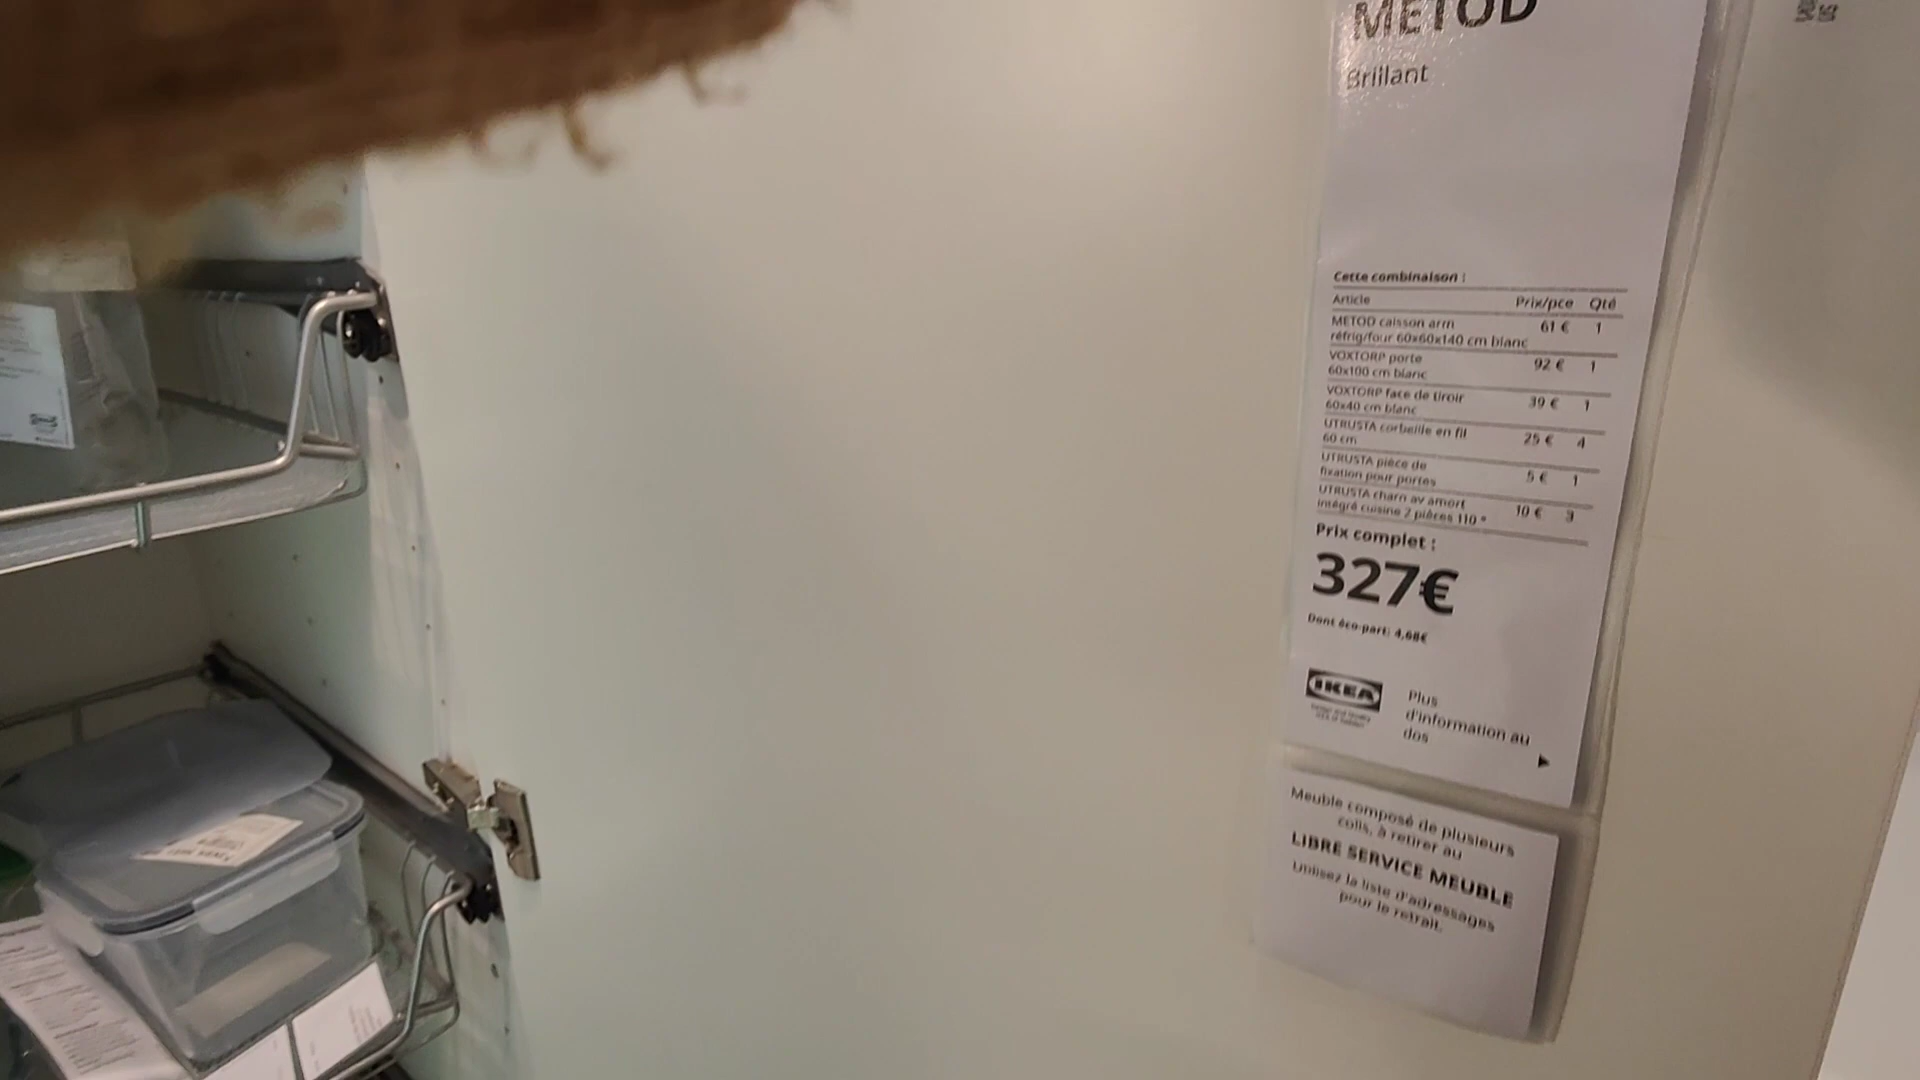 METOD
Brillant
Cette combinaison :
Article Prix/pce Qté
METOD caisson arm 61 € 1
réfrig/four 60x60x140 cm blanc
VOXTORP porte 92 € 1
60x100 cm blanc
VOXTORP face de tiroir 39 € 1
60x40 cm blanc
UTRUSTA corbeille en fil 25 € 4
60 cm
UTRUSTA pièce de 5 € 1
fixation pour portes
UTRUSTA charn av amort 10 € 3
intégré cuisine 2 pièces 110 °
Prix complet :
327€
Dont éco-part: 4,68€
IKEA
Plus
d'information au
dos
Meuble composé de plusieurs
colis, à retirer au
LIBRE SERVICE MEUBLE
Utilisez la liste d'adressages
pour le retrait.